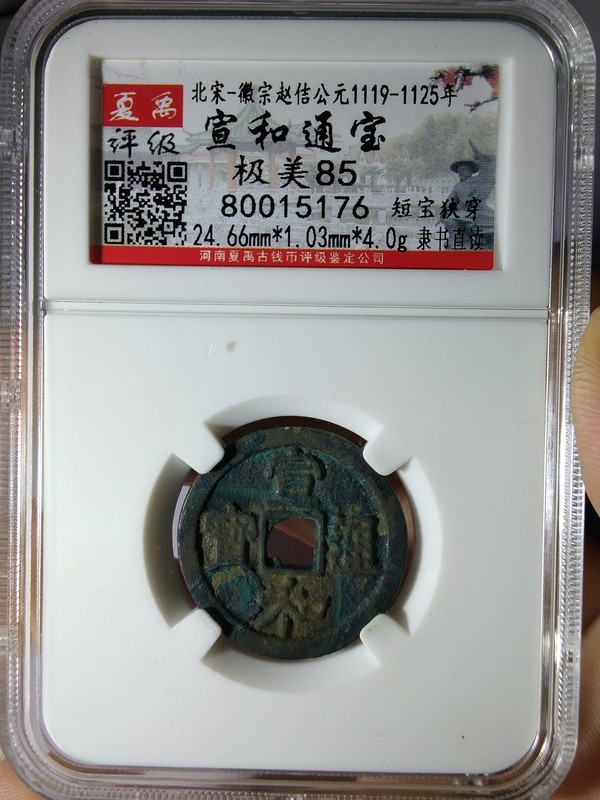 夏禹
评级
北宋-徽宗赵佶公元1119-1125年
宣和通宝
极美85
80015176 短宝狭穿
24.66mm*1.03mm*4.0g 隶书直读
河南夏禹古钱币评级鉴定公司
宣
寶 通
和